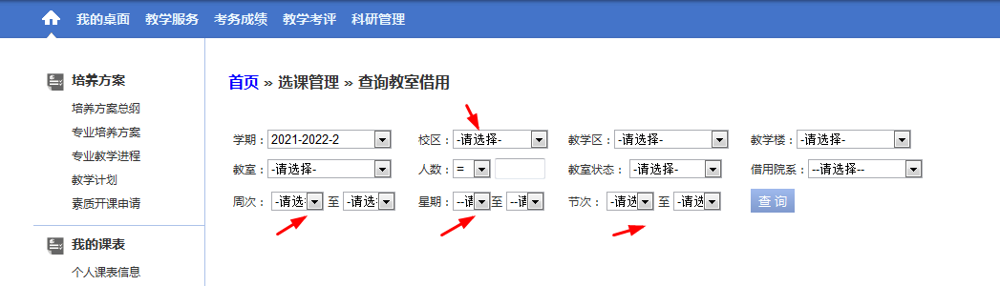 我的桌面 教学服务 考务成绩 教学考评 科研管理
培养方案
培养方案总纲
专业培养方案
专业教学进程
教学计划
素质开课申请
我的课表
个人课表信息
首页 » 选课管理 » 查询教室借用
学期：2021-2022-2 校区：-请选择- 教学区：-请选择- 教学楼：-请选择-
教室：-请选择- 人数：= 教室状态：-请选择- 借用院系：--请选择--
周次：-请选 至 -请选 星期：--请 至 --请 节次：-请选 至 -请选 查 询